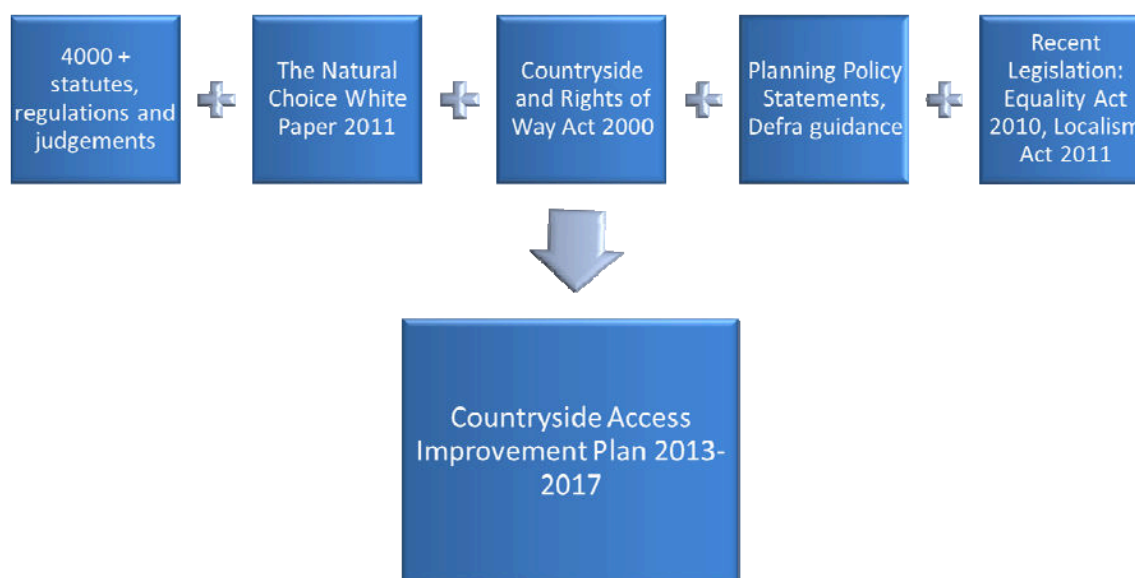 4000 +
statutes,
regulations and
judgements
The Natural
Choice White
Paper 2011
Countryside
and Rights of
Way Act 2000
Planning Policy
Statements,
Defra guidance
Recent
Legislation:
Equality Act
2010, Localism
Act 2011
Countryside Access
Improvement Plan 2013-
2017